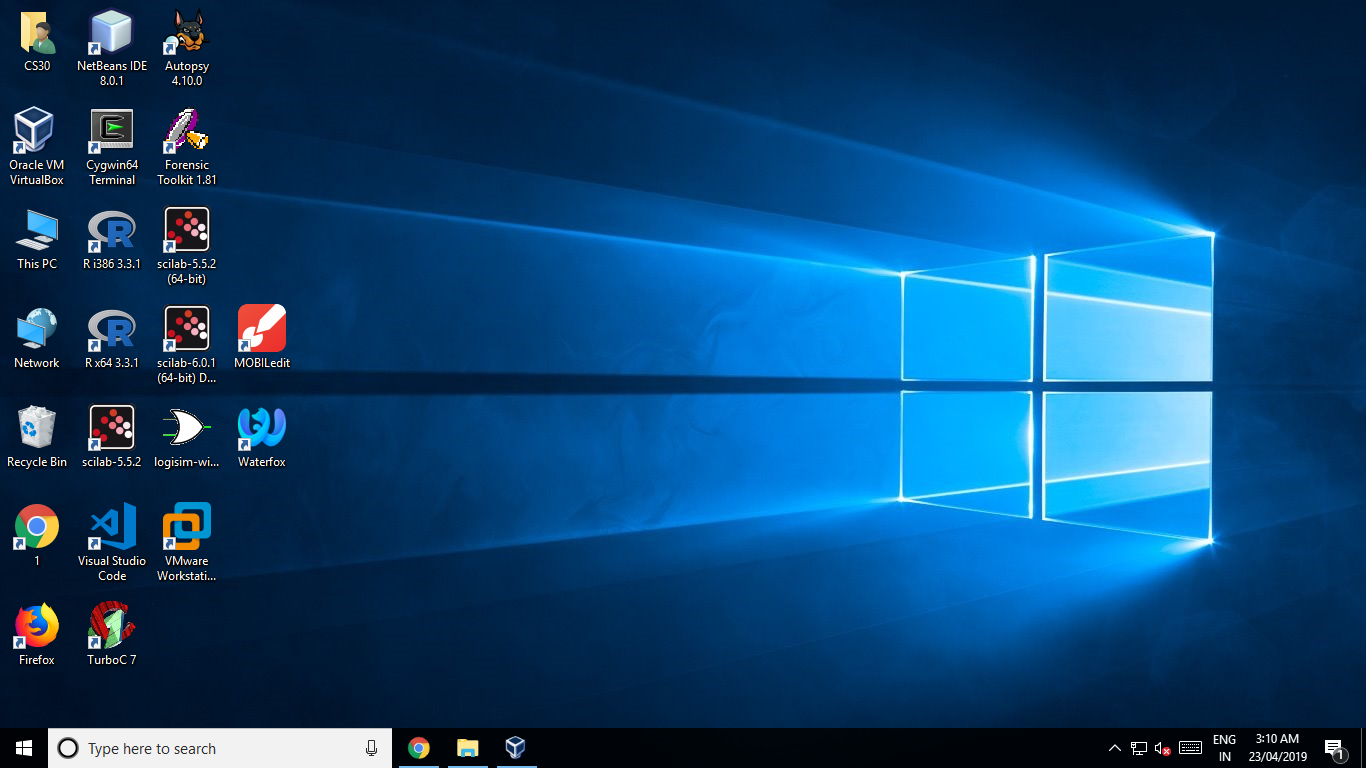 CS30
NetBeans IDE
8.0.1
Autopsy
4.10.0
Oracle VM
VirtualBox
Cygwin64
Terminal
Forensic
Toolkit 1.81
This PC
R i386 3.3.1
scilab-5.5.2
(64-bit)
Network
R x64 3.3.1
scilab-6.0.1
(64-bit) D...
MOBILedit
Recycle Bin
scilab-5.5.2
logisim-wi...
Waterfox
1
Visual Studio
Code
VMware
Workstati...
Firefox
TurboC 7
Type here to search
ENG
IN
3:10 AM
23/04/2019
1